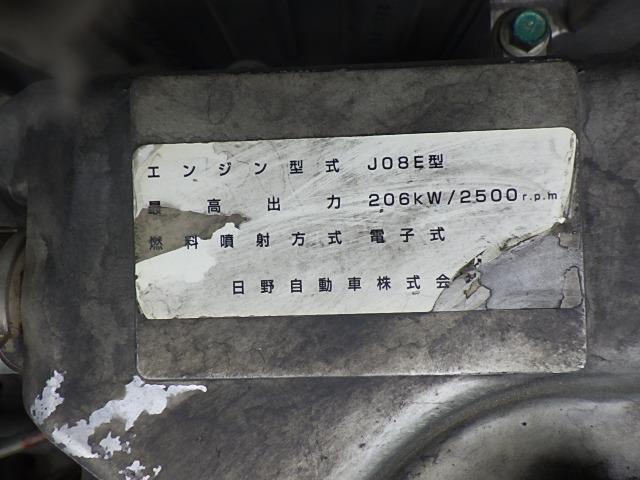 エンジン型式 J08E型
最高出力 206kW/2500r.p.m
燃料噴射方式 電子式
日野自動車株式会